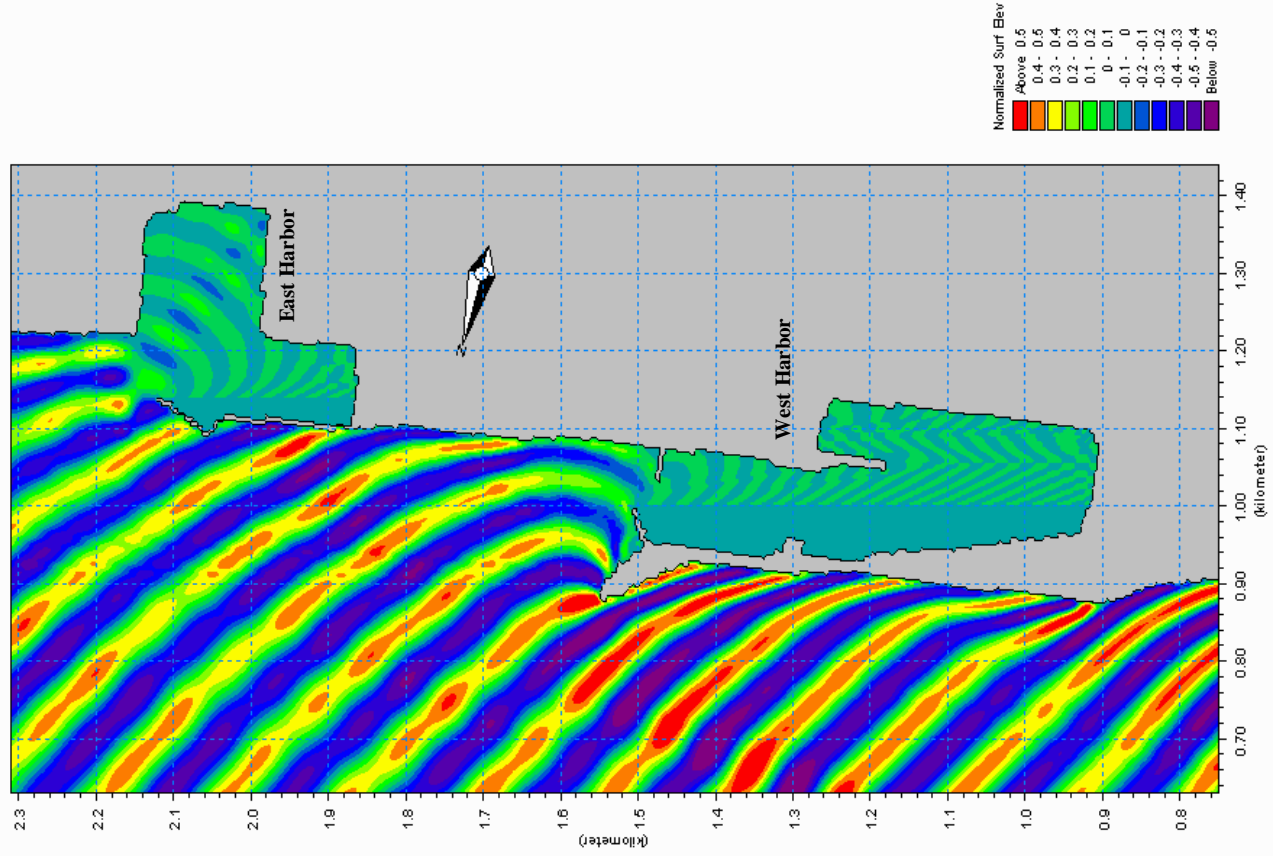 Normalized Surf Elev
Above 0.5
0.4 - 0.5
0.3 - 0.4
0.2 - 0.3
0.1 - 0.2
0 - 0.1
-0.1 - 0
-0.2 - -0.1
-0.3 - -0.2
-0.4 - -0.3
-0.5 - -0.4
Below -0.5
East Harbor
N
West Harbor
2.3
2.2
2.1
2.0
1.9
1.8
1.7
1.6
1.5
1.4
1.3
1.2
1.1
1.0
0.9
0.8
(kilometer)
0.70
0.80
0.90
1.00
1.10
1.20
1.30
1.40
(kilometer)